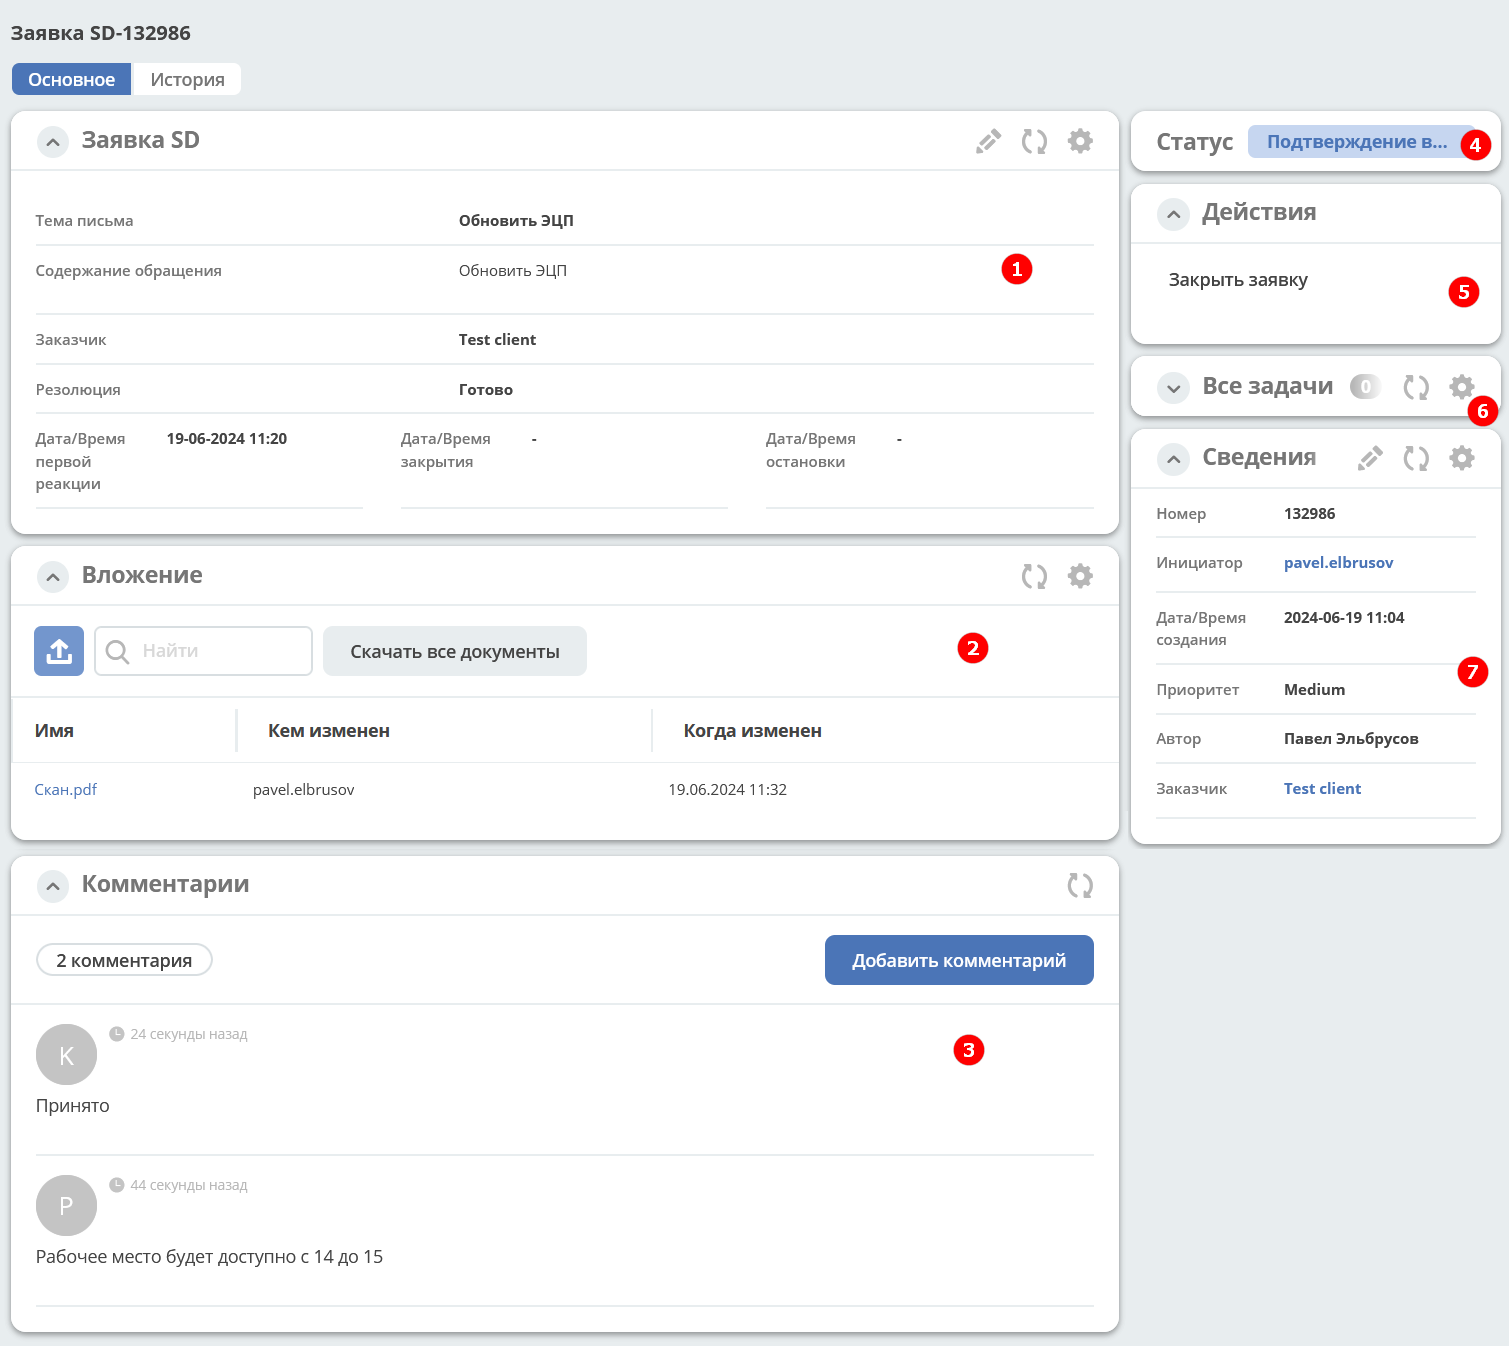 Заявка SD-132986
Основное
История
Заявка SD
Тема письма
Обновить ЭЦП
Содержание обращения
Обновить ЭЦП
1
Заказчик
Test client
Резолюция
Готово
Дата/Время
первой
реакции
19-06-2024 11:20
Дата/Время
закрытия
-
Дата/Время
остановки
-
Вложение
Найти
Скачать все документы
2
Имя
Кем изменен
Когда изменен
Скан.pdf
pavel.elbrusov
19.06.2024 11:32
Комментарии
2 комментария
Добавить комментарий
K
24 секунды назад
3
Принято
P
44 секунды назад
Рабочее место будет доступно с 14 до 15
Статус
Подтверждение в...
4
Действия
Закрыть заявку
5
Все задачи
0
6
Сведения
Номер
132986
Инициатор
pavel.elbrusov
Дата/Время
создания
2024-06-19 11:04
7
Приоритет
Medium
Автор
Павел Эльбрусов
Заказчик
Test client